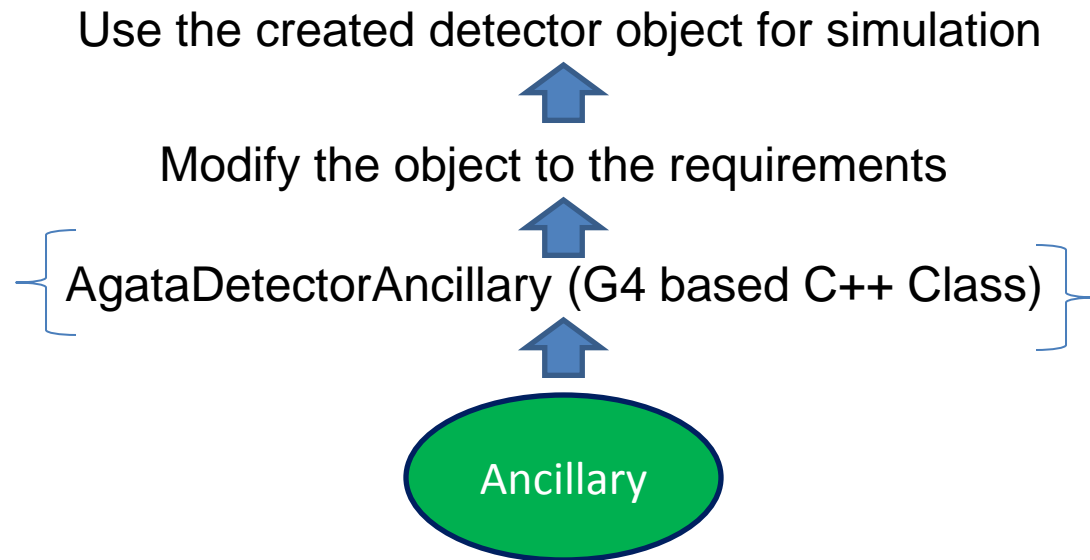 Use the created detector object for simulation
Modify the object to the requirements
AgataDetectorAncillary (G4 based C++ Class)
Ancillary